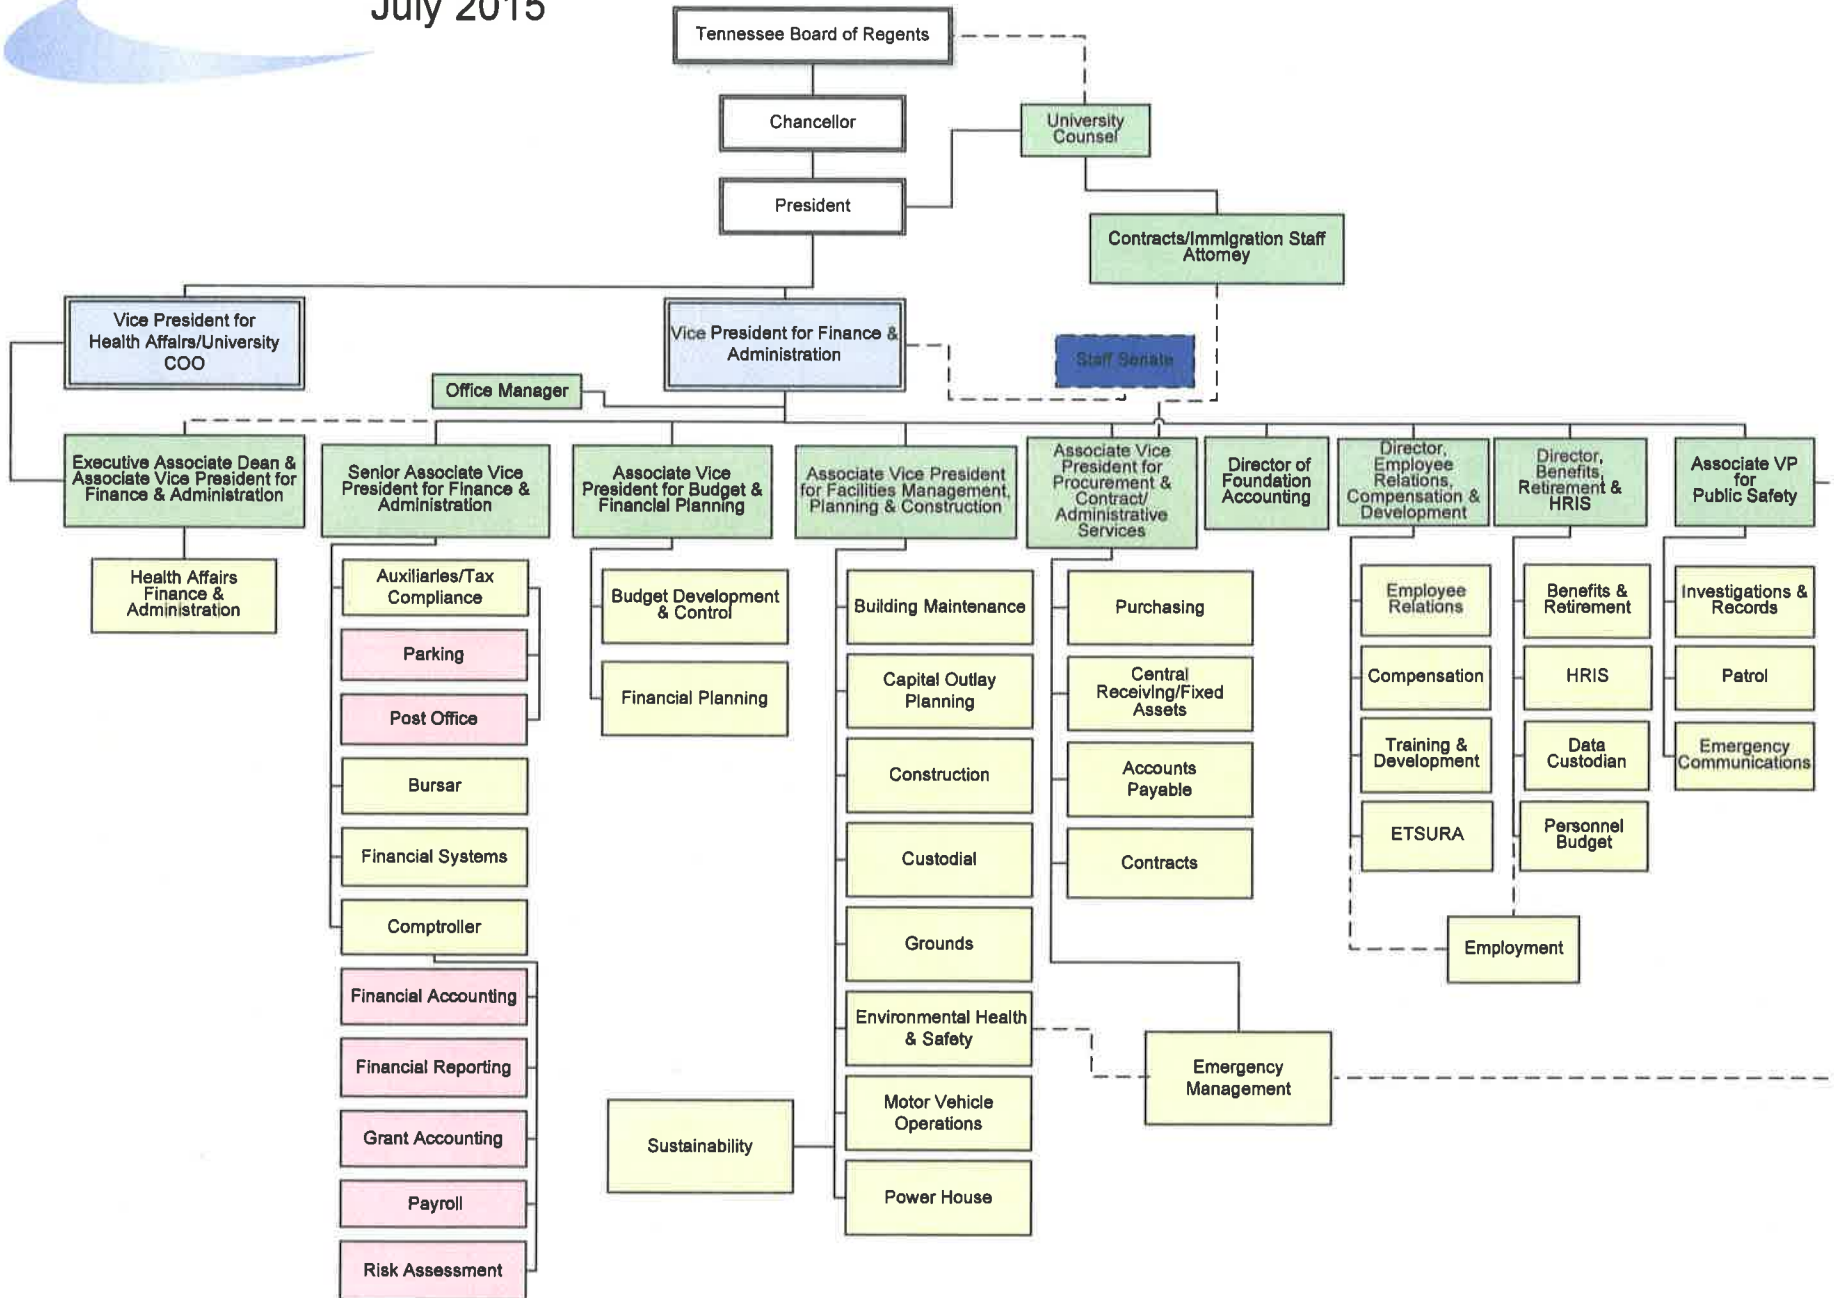 July 2015
Tennessee Board of Regents
Chancellor
University
Counsel
President
Contracts/Immigration Staff
Attorney
Vice President for
Health Affairs/University
COO
Vice President for Finance &
Administration
Staff Senate
Office Manager
Executive Associate Dean &
Associate Vice President for
Finance & Administration
Senior Associate Vice
President for Finance &
Administration
Associate Vice
President for Budget &
Financial Planning
Associate Vice President
for Facilities Management,
Planning & Construction
Associate Vice
President for
Procurement &
Contract/
Administrative
Services
Director of
Foundation
Accounting
Director,
Employee
Relations,
Compensation &
Development
Director,
Benefits,
Retirement &
HRIS
Associate VP
for
Public Safety
Health Affairs
Finance &
Administration
Auxiliaries/Tax
Compliance
Parking
Post Office
Bursar
Financial Systems
Comptroller
Financial Accounting
Financial Reporting
Grant Accounting
Payroll
Risk Assessment
Budget Development
& Control
Financial Planning
Building Maintenance
Capital Outlay
Planning
Construction
Custodial
Grounds
Environmental Health
& Safety
Motor Vehicle
Operations
Power House
Sustainability
Purchasing
Central
Receiving/Fixed
Assets
Accounts
Payable
Contracts
Emergency
Management
Employee
Relations
Compensation
Training &
Development
ETSURA
Benefits &
Retirement
HRIS
Data
Custodian
Personnel
Budget
Employment
Investigations &
Records
Patrol
Emergency
Communications